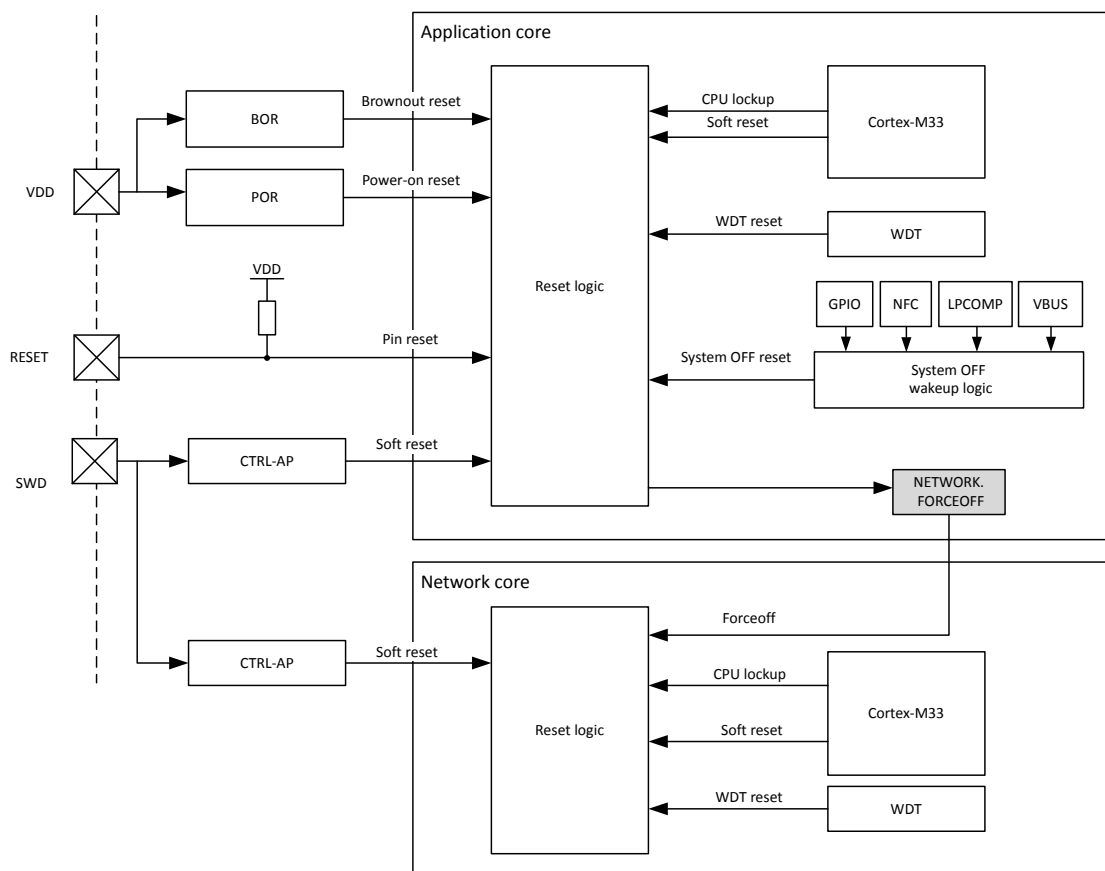 Application core
Brownout reset
BOR
CPU lockup
Soft reset
Cortex-M33
VDD
Power-on reset
POR
WDT reset
WDT
VDD
Reset logic
GPIO
NFC
LPCOMP
VBUS
RESET
Pin reset
System OFF reset
System OFF
wakeup logic
SWD
CTRL-AP
Soft reset
NETWORK.
FORCEOFF
Network core
Forceoff
CTRL-AP
Soft reset
CPU lockup
Cortex-M33
Reset logic
Soft reset
WDT reset
WDT